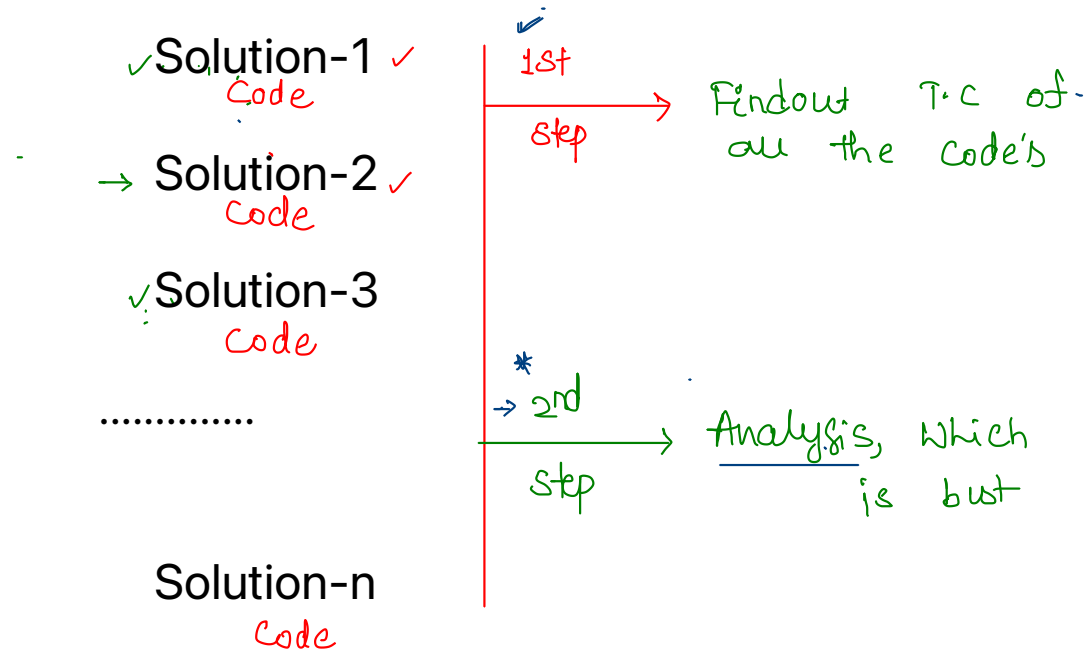 Solution-1
Code
Solution-2
Code
Solution-3
Code
..............
Solution-n
Code
1st
step
Findout T.C of
all the code's
2nd
step
Analysis, which
is bust